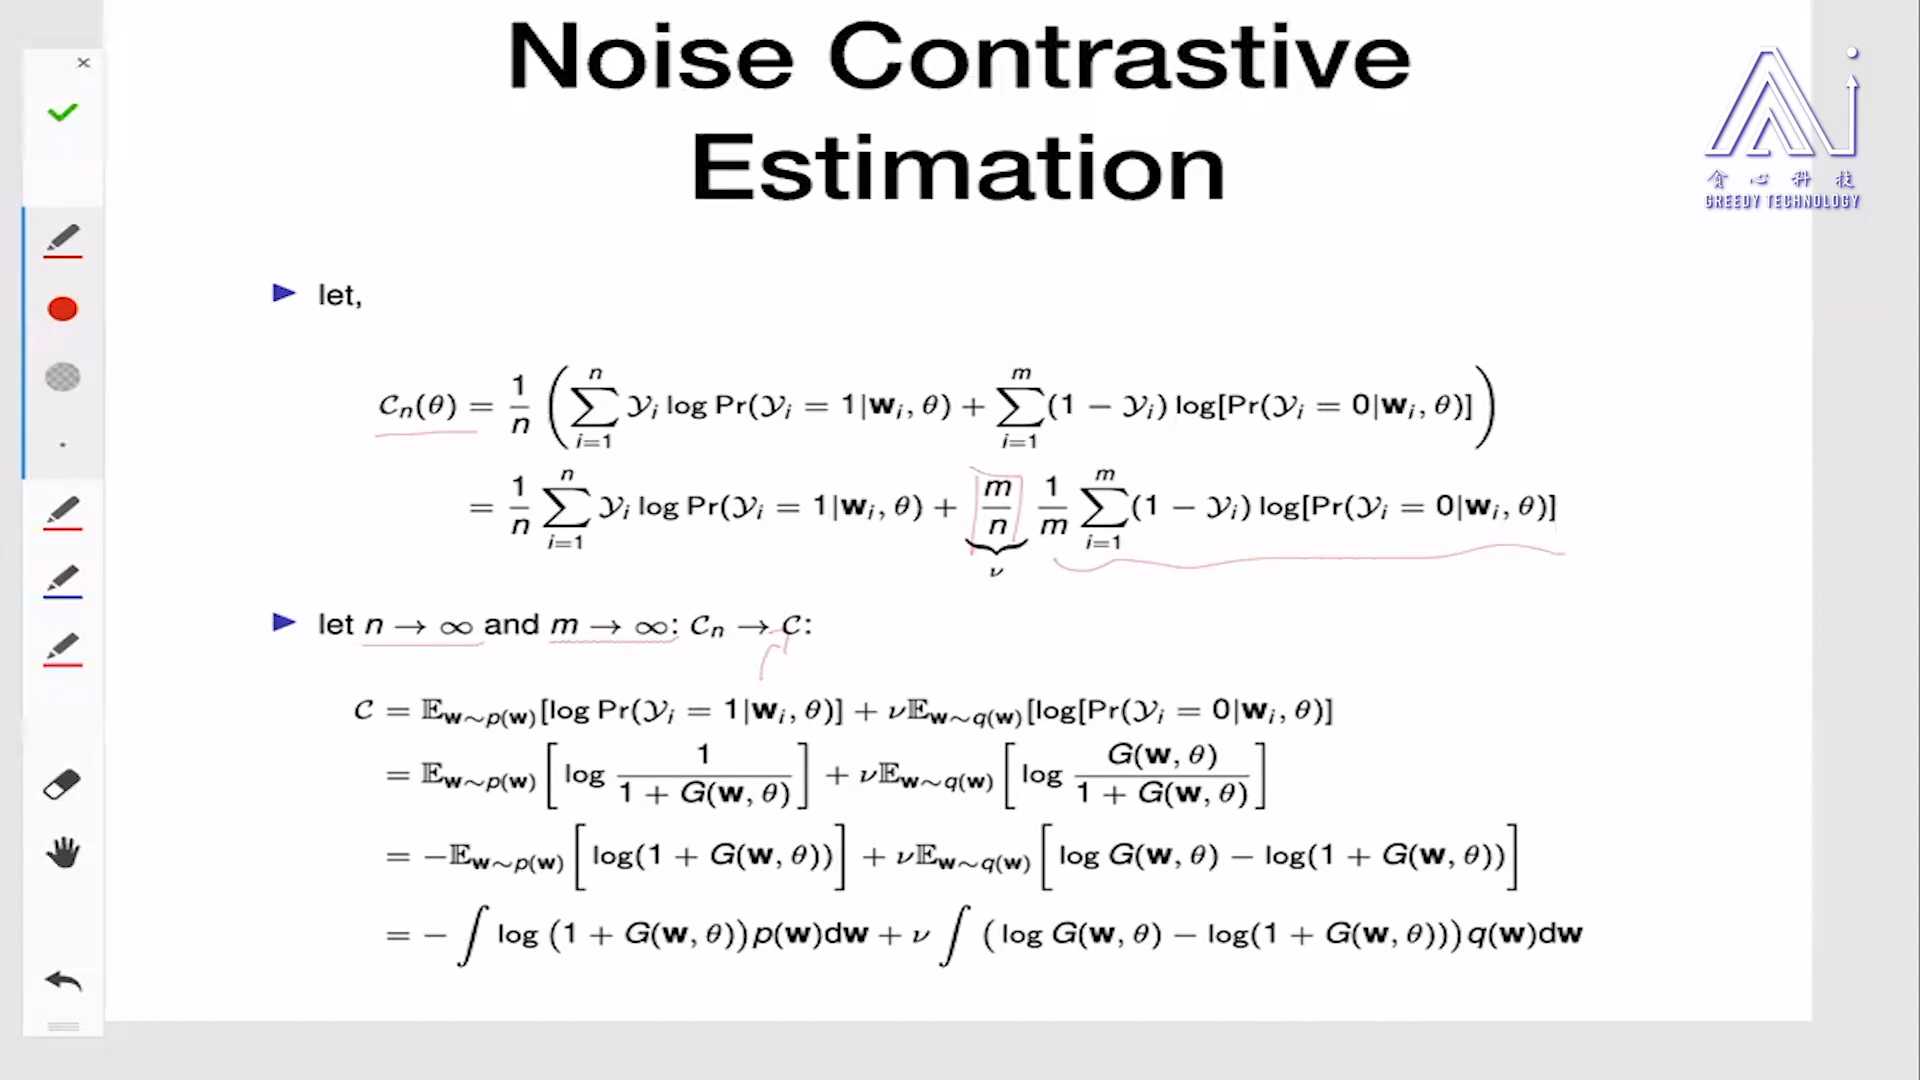 Noise Contrastive
Estimation
贪心科技
GREEDY TECHNOLOGY
▶ let,
𝒞ₙ(θ) = 1/n ( ∑_{i=1}^{n} 𝒴ᵢ log Pr(𝒴ᵢ = 1|𝐰ᵢ, θ) + ∑_{i=1}^{m} (1 − 𝒴ᵢ) log[Pr(𝒴ᵢ = 0|𝐰ᵢ, θ)] )
= 1/n ∑_{i=1}^{n} 𝒴ᵢ log Pr(𝒴ᵢ = 1|𝐰ᵢ, θ) + m/n 1/m ∑_{i=1}^{m} (1 − 𝒴ᵢ) log[Pr(𝒴ᵢ = 0|𝐰ᵢ, θ)]
ν
▶ let n → ∞ and m → ∞: 𝒞ₙ → 𝒞:
𝒞 = 𝔼_{𝐰∼p(𝐰)}[log Pr(𝒴ᵢ = 1|𝐰ᵢ, θ)] + ν𝔼_{𝐰∼q(𝐰)}[log[Pr(𝒴ᵢ = 0|𝐰ᵢ, θ)]
= 𝔼_{𝐰∼p(𝐰)} [ log 1/(1 + G(𝐰, θ)) ] + ν𝔼_{𝐰∼q(𝐰)} [ log G(𝐰, θ)/(1 + G(𝐰, θ)) ]
= −𝔼_{𝐰∼p(𝐰)} [ log(1 + G(𝐰, θ)) ] + ν𝔼_{𝐰∼q(𝐰)} [ log G(𝐰, θ) − log(1 + G(𝐰, θ)) ]
= − ∫ log (1 + G(𝐰, θ))p(𝐰)d𝐰 + ν ∫ (log G(𝐰, θ) − log(1 + G(𝐰, θ)))q(𝐰)d𝐰